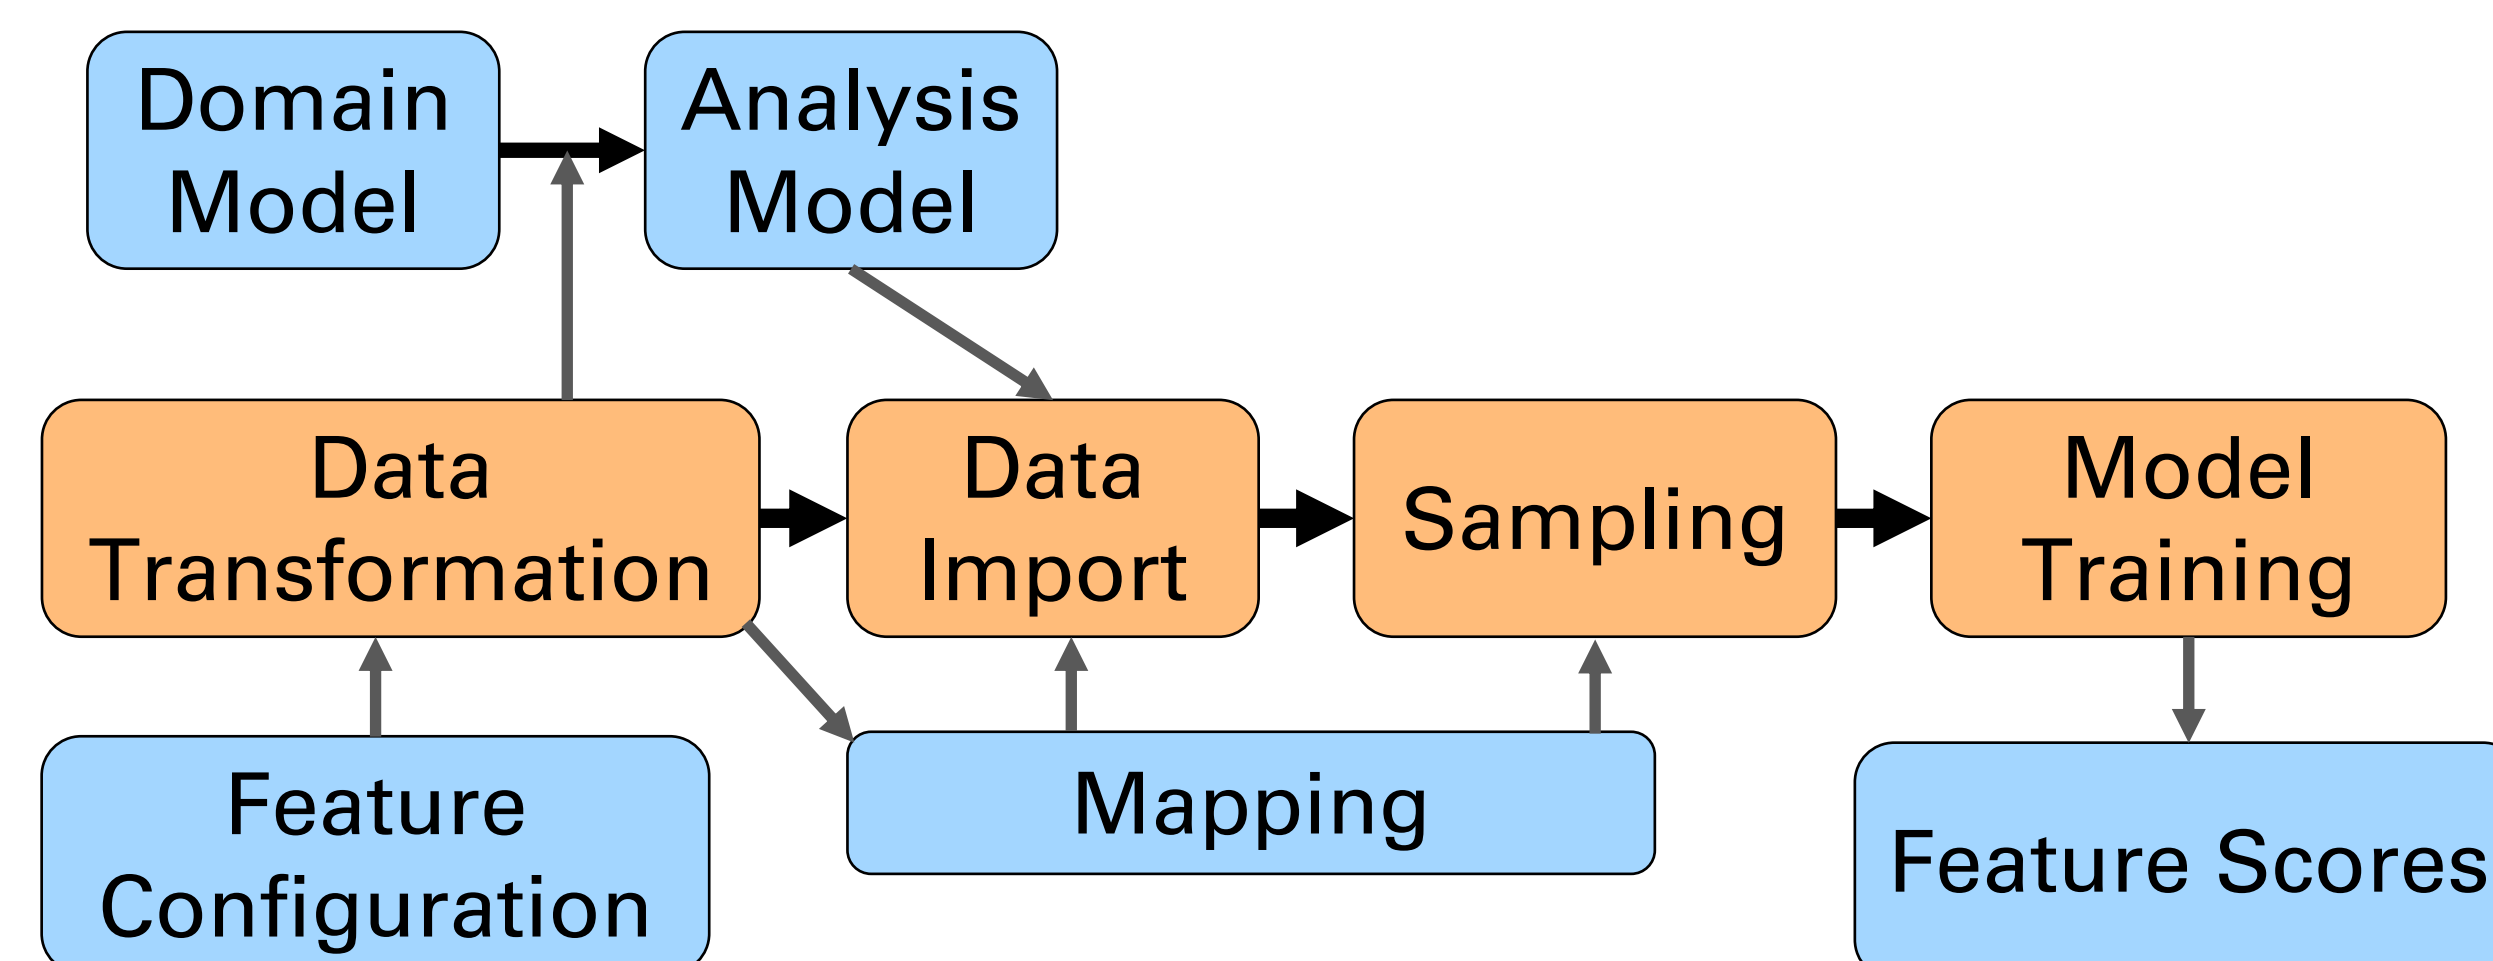 Domain
Model
Analysis
Model
Data
Transformation
Data
Import
Sampling
Model
Training
Feature
Configuration
Mapping
Feature Scores